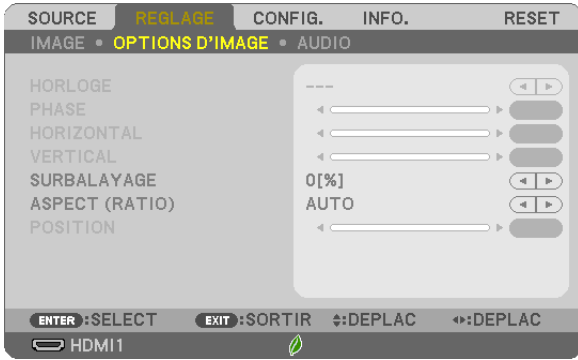 SOURCE REGLAGE CONFIG. INFO. RESET
IMAGE • OPTIONS D'IMAGE • AUDIO
HORLOGE ---
PHASE
HORIZONTAL
VERTICAL
SURBALAYAGE 0[%]
ASPECT (RATIO) AUTO
POSITION
ENTER :SELECT EXIT :SORTIR :DEPLAC :DEPLAC
HDMI1